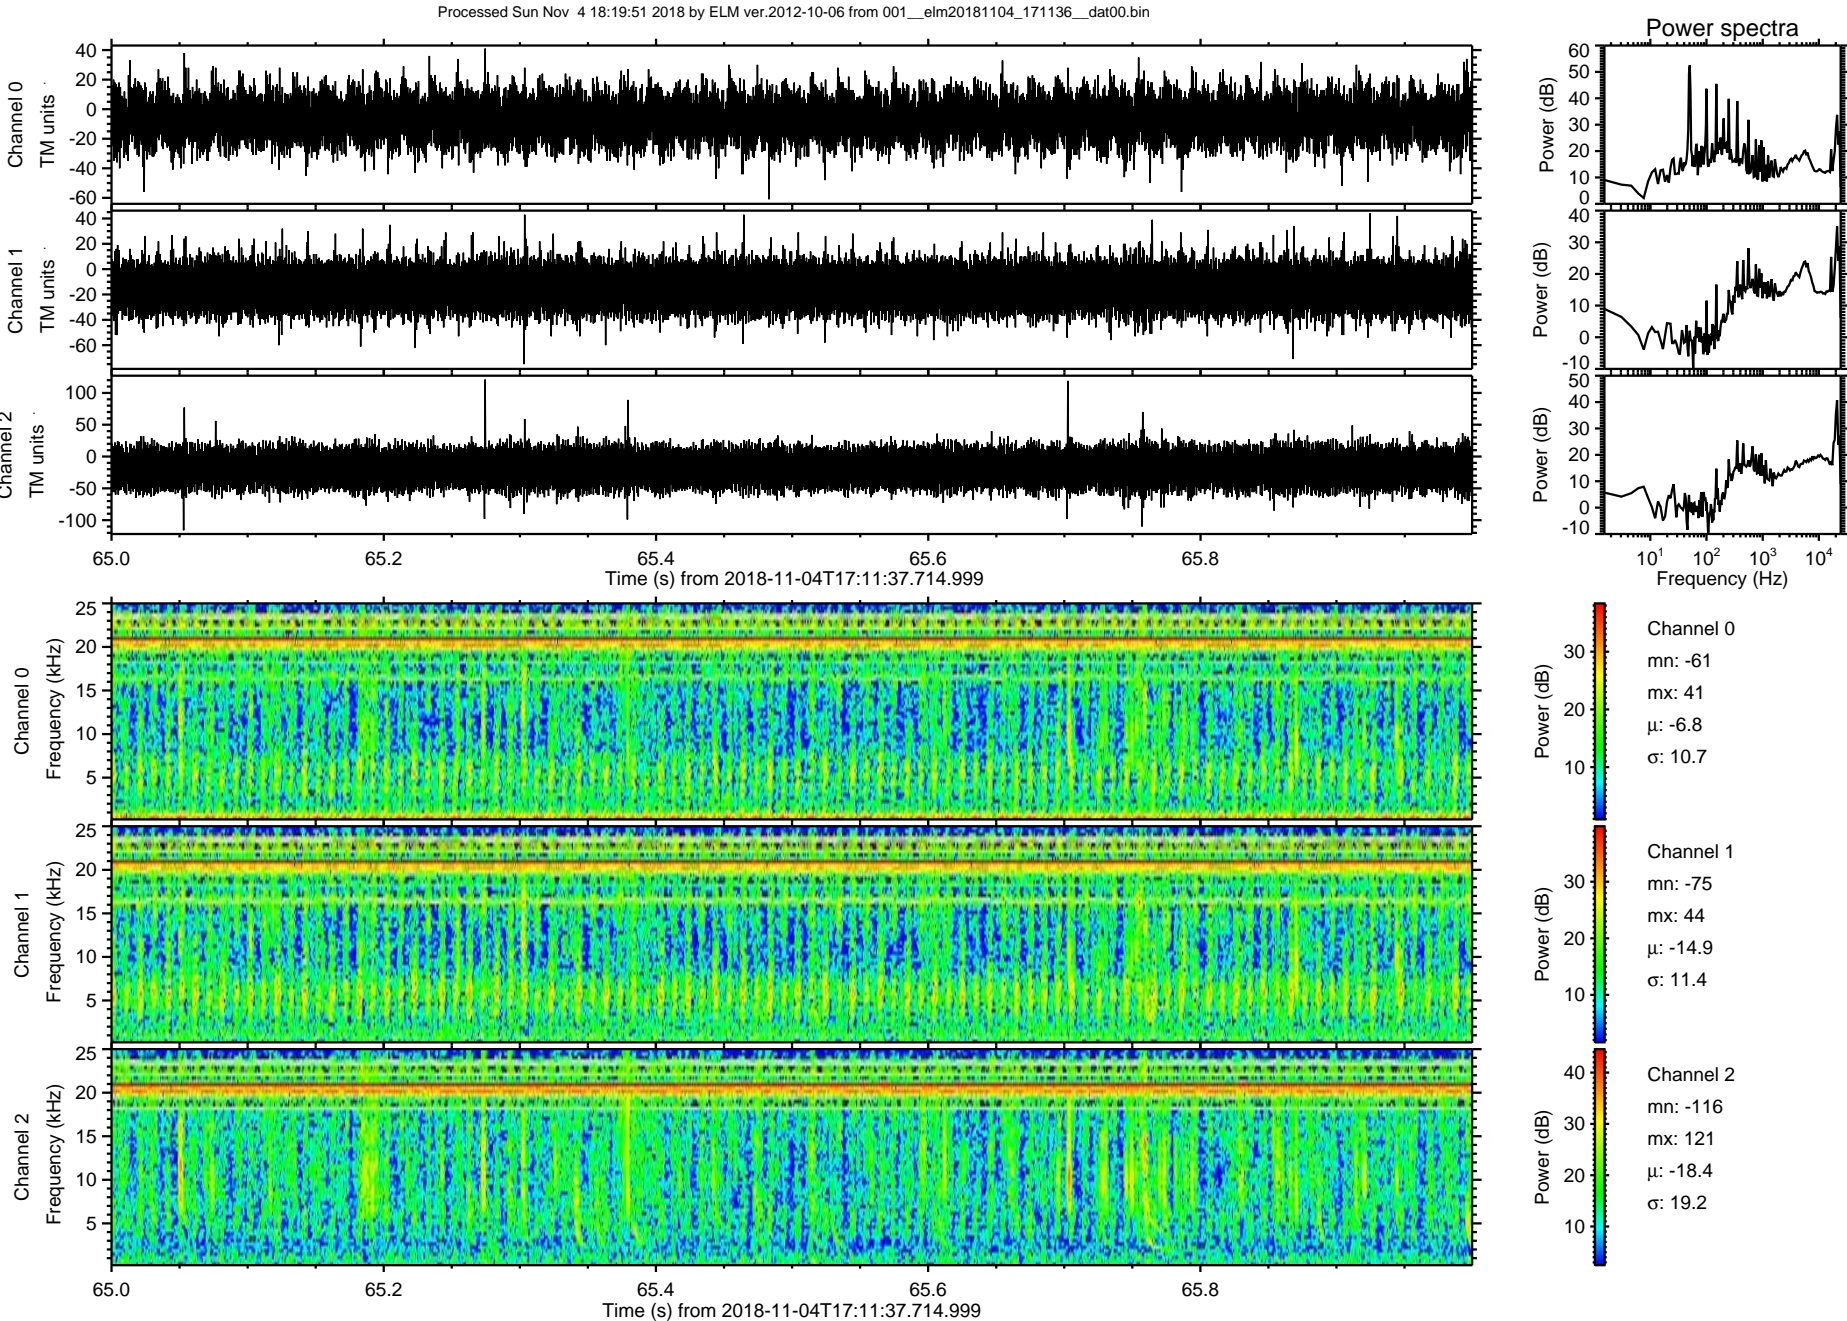 Processed Sun Nov  4 18:19:51 2018 by ELM ver.2012-10-06 from 001__elm20181104_171136__dat00.bin
Power spectra
Channel 0
TM units
40
20
0
-20
-40
-60
Power (dB)
60
50
40
30
20
10
0
Channel 1
TM units
40
20
0
-20
-40
-60
Power (dB)
40
30
20
10
0
-10
Channel 2
TM units
100
50
0
-50
-100
Power (dB)
50
40
30
20
10
0
-10
65.0 65.2 65.4 65.6 65.8
Time (s) from 2018-11-04T17:11:37.714.999
10¹ 10² 10³ 10⁴
Frequency (Hz)
Channel 0
Frequency (kHz)
25
20
15
10
5
Power (dB)
30
20
10
Channel 0
mn: -61
mx: 41
μ: -6.8
σ: 10.7
Channel 1
Frequency (kHz)
25
20
15
10
5
Power (dB)
30
20
10
Channel 1
mn: -75
mx: 44
μ: -14.9
σ: 11.4
Channel 2
Frequency (kHz)
25
20
15
10
5
Power (dB)
40
30
20
10
Channel 2
mn: -116
mx: 121
μ: -18.4
σ: 19.2
65.0 65.2 65.4 65.6 65.8
Time (s) from 2018-11-04T17:11:37.714.999